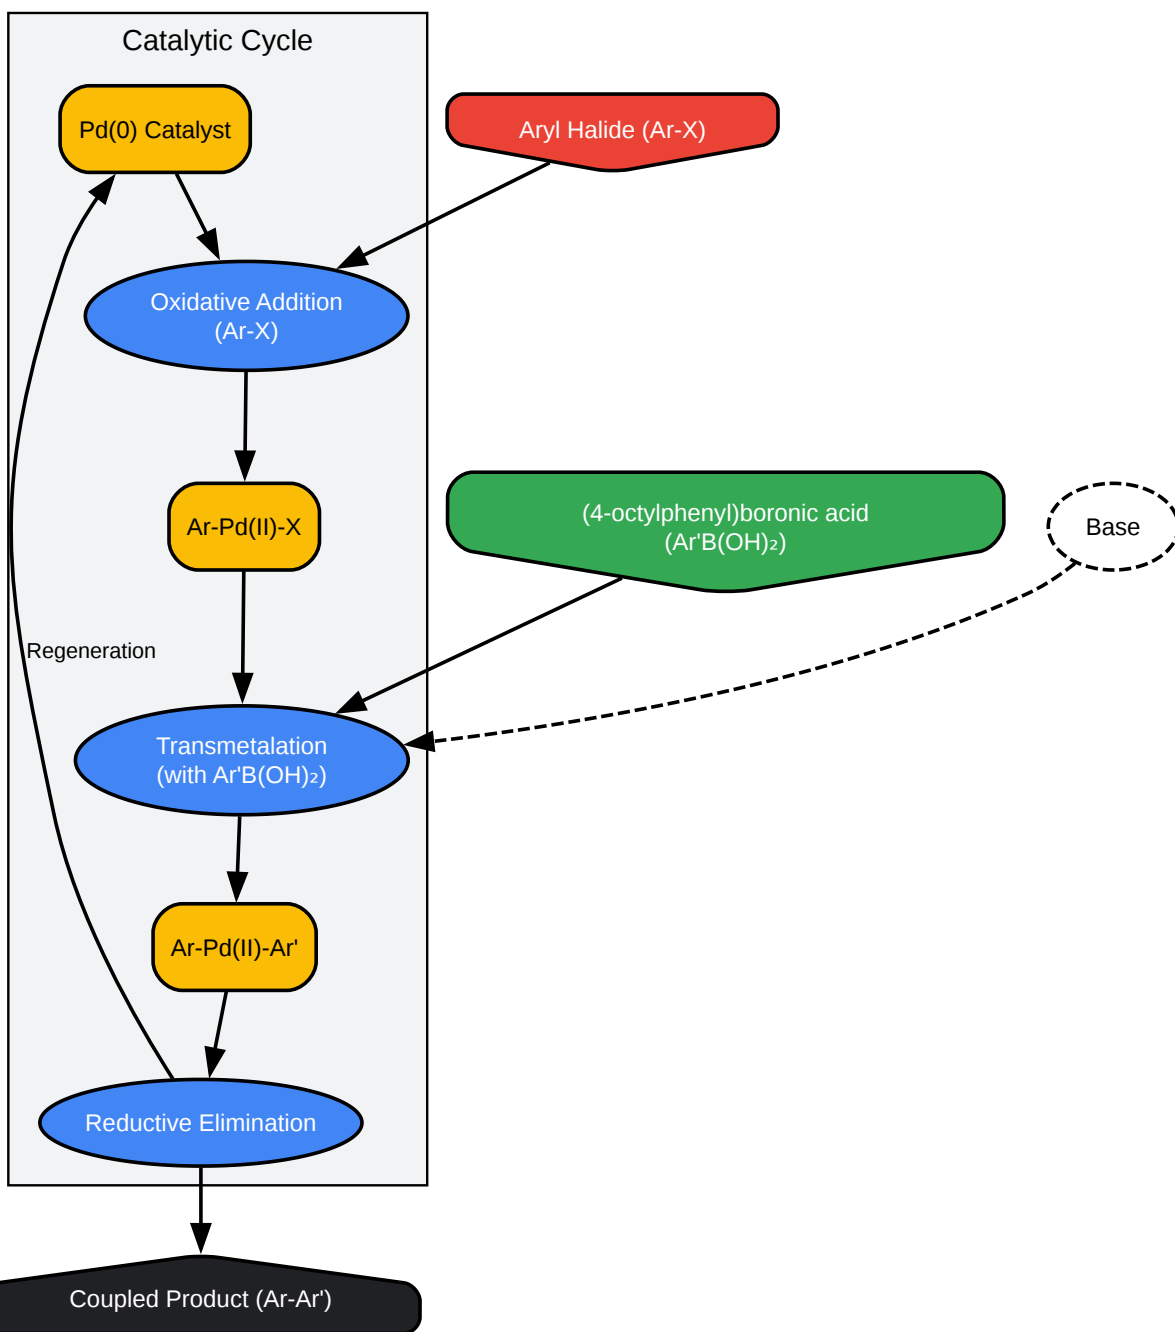 Catalytic Cycle
Pd(0) Catalyst
Aryl Halide (Ar-X)
Oxidative Addition
(Ar-X)
Ar-Pd(II)-X
(4-octylphenyl)boronic acid
(Ar'B(OH)₂)
Base
Regeneration
Transmetalation
(with Ar'B(OH)₂)
Ar-Pd(II)-Ar'
Reductive Elimination
Coupled Product (Ar-Ar')